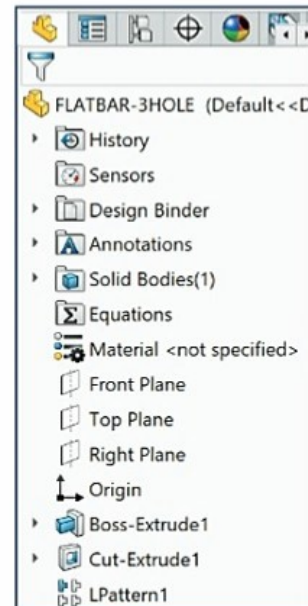 FLATBAR-3HOLE (Default<<D
History
Sensors
Design Binder
Annotations
Solid Bodies(1)
Equations
Material <not specified>
Front Plane
Top Plane
Right Plane
Origin
Boss-Extrude1
Cut-Extrude1
LPattern1